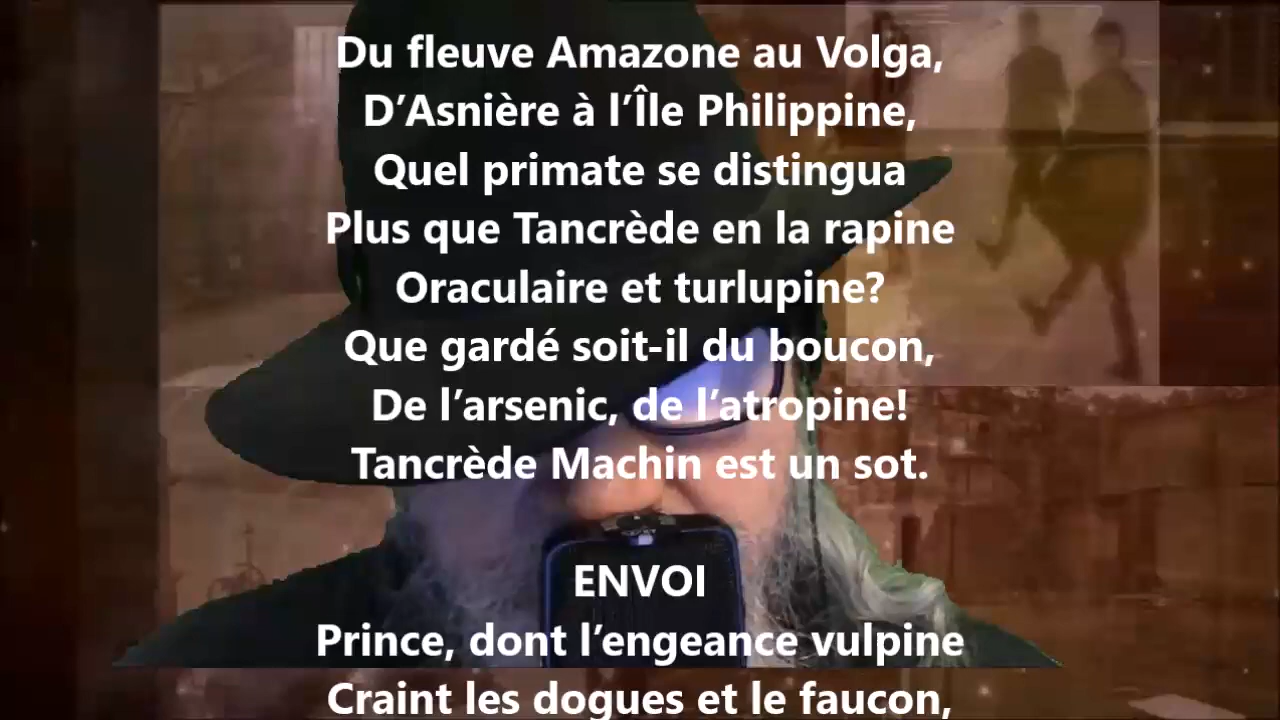 Du fleuve Amazone au Volga,
D’Asnière à l’Île Philippine,
Quel primate se distingua
Plus que Tancrède en la rapine
Oraculaire et turlupine?
Que gardé soit-il du boucon,
De l’arsenic, de l’atropine!
Tancrède Machin est un sot.
ENVOI
Prince, dont l’engeance vulpine
Craint les dogues et le faucon,